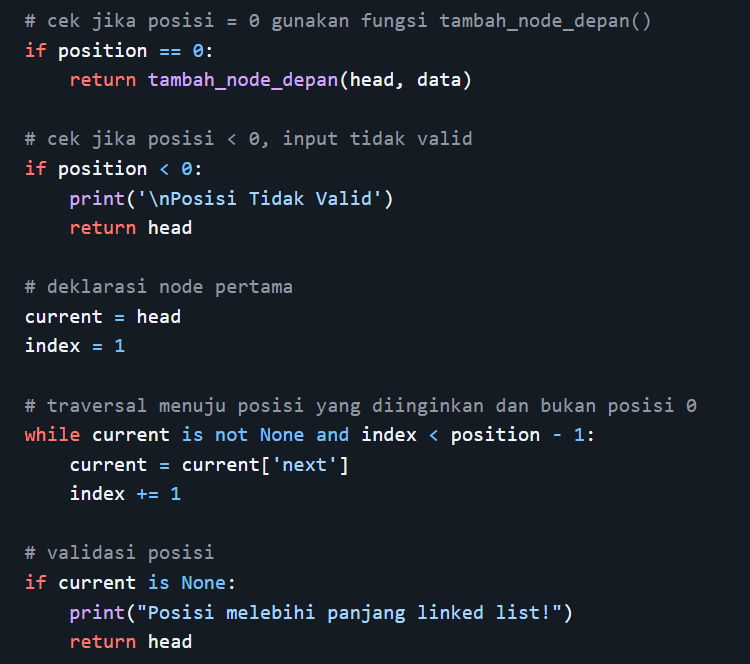 # cek jika posisi = 0 gunakan fungsi tambah_node_depan()
if position == 0:
    return tambah_node_depan(head, data)

# cek jika posisi < 0, input tidak valid
if position < 0:
    print('\nPosisi Tidak Valid')
    return head

# deklarasi node pertama
current = head
index = 1

# traversal menuju posisi yang diinginkan dan bukan posisi 0
while current is not None and index < position - 1:
    current = current['next']
    index += 1

# validasi posisi
if current is None:
    print("Posisi melebihi panjang linked list!")
    return head